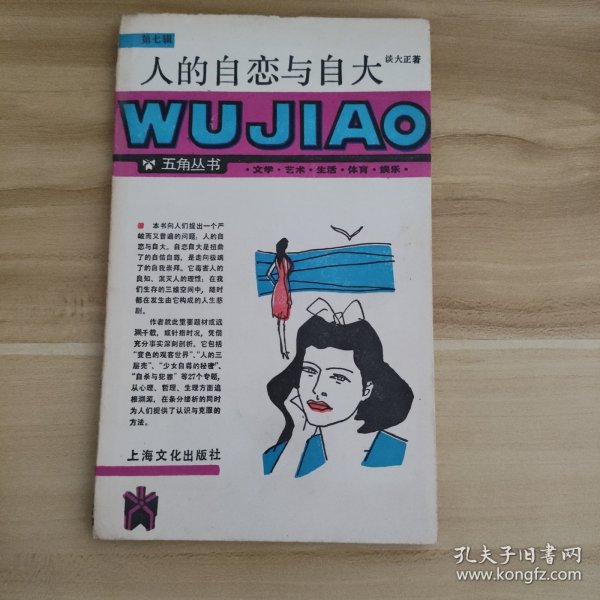 第七辑
人的自恋与自大 谈大正著
WUJIAO
五角丛书 ·文学·艺术·生活·体育·娱乐·
本书向人们提出一个严
峻而又普遍的问题：人的自
恋与自大。自恋自大是扭曲
了的自信自尊，是走向极端
了的自我崇拜。它毒害人的
良知、泯灭人的理性；在我
们生存的三维空间中，随时
都在发生由它构成的人生悲
剧。
作者就此重要题材或远
溯千载，或针指时况，凭借
充分事实深刻剖析。它包括
“变色的观客世界”、“人的三
层壳”、“少女自尊的秘密”、
“自杀与犯罪”等27个专题，
从心理、哲理、生理方面追
根溯源，在条分缕析的同时
为人们提供了认识与克服的
方法。
上海文化出版社
孔夫子旧书网
www.kongfz.com